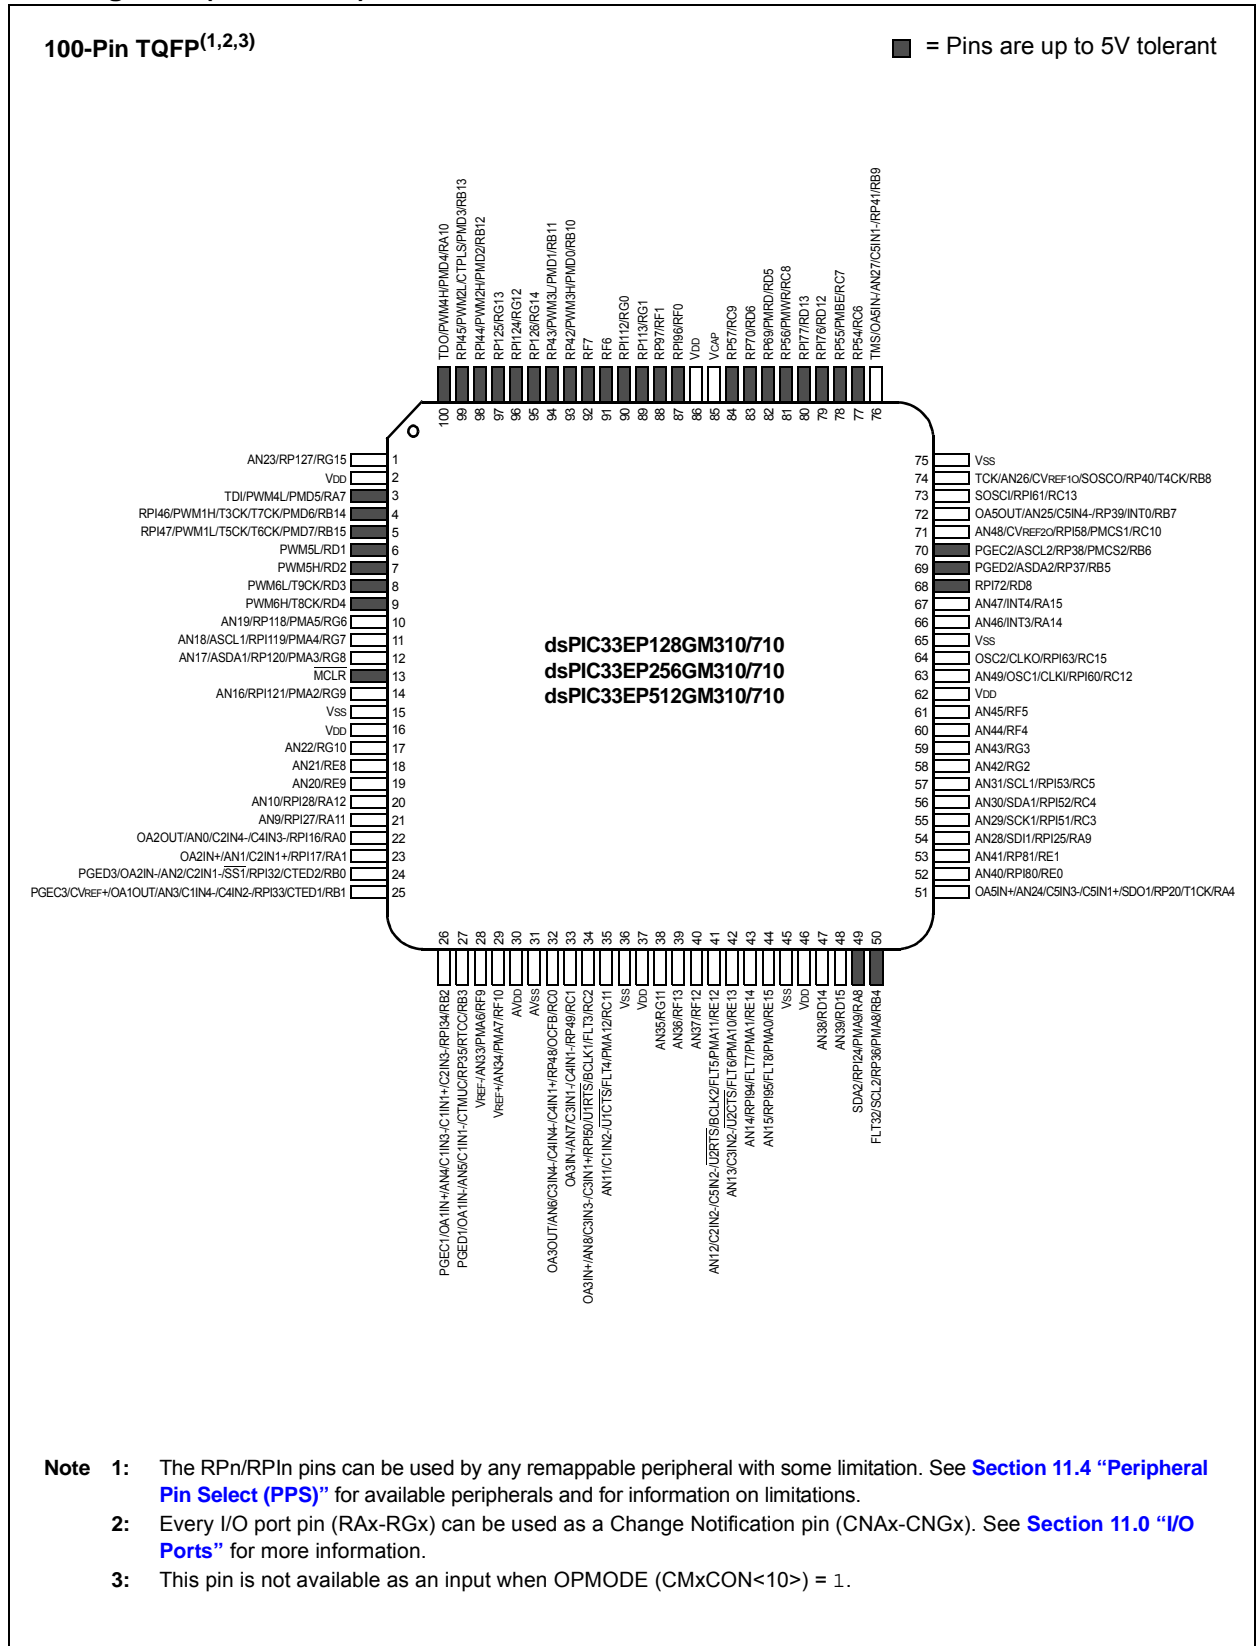 100-Pin TQFP(1,2,3)
= Pins are up to 5V tolerant
TDO/PWM4H/PMD4/RA10
RPI45/PWM2L/CTPLS/PMD3/RB13
RPI44/PWM2H/PMD2/RB12
RP125/RG13
RPI124/RG12
RP126/RG14
RP43/PWM3L/PMD1/RB11
RP42/PWM3H/PMD0/RB10
RF7
RF6
RPI112/RG0
RP113/RG1
RP97/RF1
RPI96/RF0
VDD
VCAP
RP57/RC9
RP70/RD6
RP69/PMRD/RD5
RP56/PMWR/RC8
RPI77/RD13
RPI76/RD12
RP55/PMBE/RC7
RP54/RC6
TMS/OA5IN-/AN27/C5IN1-/RP41/RB9
100 99 98 97 96 95 94 93 92 91 90 89 88 87 86 85 84 83 82 81 80 79 78 77 76
AN23/RP127/RG15 1
VDD 2
TDI/PWM4L/PMD5/RA7 3
RPI46/PWM1H/T3CK/T7CK/PMD6/RB14 4
RPI47/PWM1L/T5CK/T6CK/PMD7/RB15 5
PWM5L/RD1 6
PWM5H/RD2 7
PWM6L/T9CK/RD3 8
PWM6H/T8CK/RD4 9
AN19/RP118/PMA5/RG6 10
AN18/ASCL1/RPI119/PMA4/RG7 11
AN17/ASDA1/RP120/PMA3/RG8 12
MCLR 13
AN16/RPI121/PMA2/RG9 14
VSS 15
VDD 16
AN22/RG10 17
AN21/RE8 18
AN20/RE9 19
AN10/RPI28/RA12 20
AN9/RPI27/RA11 21
OA2OUT/AN0/C2IN4-/C4IN3-/RPI16/RA0 22
OA2IN+/AN1/C2IN1+/RPI17/RA1 23
PGED3/OA2IN-/AN2/C2IN1-/SS1/RPI32/CTED2/RB0 24
PGEC3/CVREF+/OA1OUT/AN3/C1IN4-/C4IN2-/RPI33/CTED1/RB1 25
dsPIC33EP128GM310/710
dsPIC33EP256GM310/710
dsPIC33EP512GM310/710
75 VSS
74 TCK/AN26/CVREF1O/SOSCO/RP40/T4CK/RB8
73 SOSCI/RPI61/RC13
72 OA5OUT/AN25/C5IN4-/RP39/INT0/RB7
71 AN48/CVREF2O/RPI58/PMCS1/RC10
70 PGEC2/ASCL2/RP38/PMCS2/RB6
69 PGED2/ASDA2/RP37/RB5
68 RPI72/RD8
67 AN47/INT4/RA15
66 AN46/INT3/RA14
65 VSS
64 OSC2/CLKO/RPI63/RC15
63 AN49/OSC1/CLKI/RPI60/RC12
62 VDD
61 AN45/RF5
60 AN44/RF4
59 AN43/RG3
58 AN42/RG2
57 AN31/SCL1/RPI53/RC5
56 AN30/SDA1/RPI52/RC4
55 AN29/SCK1/RPI51/RC3
54 AN28/SDI1/RPI25/RA9
53 AN41/RP81/RE1
52 AN40/RPI80/RE0
51 OA5IN+/AN24/C5IN3-/C5IN1+/SDO1/RP20/T1CK/RA4
26 27 28 29 30 31 32 33 34 35 36 37 38 39 40 41 42 43 44 45 46 47 48 49 50
PGEC1/OA1IN+/AN4/C1IN3-/C1IN1+/C2IN3-/RPI34/RB2
PGED1/OA1IN-/AN5/C1IN1-/CTMUC/RP35/RTCC/RB3
VREF-/AN33/PMA6/RF9
VREF+/AN34/PMA7/RF10
AVDD
AVSS
OA3OUT/AN6/C3IN4-/C4IN4-/C4IN1+/RP48/OCFB/RC0
OA3IN-/AN7/C3IN1-/C4IN1-/RP49/RC1
OA3IN+/AN8/C3IN3-/C3IN1+/RPI50/U1RTS/BCLK1/FLT3/RC2
AN11/C1IN2-/U1CTS/FLT4/PMA12/RC11
VSS
VDD
AN35/RG11
AN36/RF13
AN37/RF12
AN12/C2IN2-/C5IN2-/U2RTS/BCLK2/FLT5/PMA11/RE12
AN13/C3IN2-/U2CTS/FLT6/PMA10/RE13
AN14/RPI94/FLT7/PMA1/RE14
AN15/RPI95/FLT8/PMA0/RE15
VSS
VDD
AN38/RD14
AN39/RD15
SDA2/RPI24/PMA9/RA8
FLT32/SCL2/RP36/PMA8/RB4
Note 1: The RPn/RPIn pins can be used by any remappable peripheral with some limitation. See Section 11.4 “Peripheral
Pin Select (PPS)” for available peripherals and for information on limitations.
2: Every I/O port pin (RAx-RGx) can be used as a Change Notification pin (CNAx-CNGx). See Section 11.0 “I/O
Ports” for more information.
3: This pin is not available as an input when OPMODE (CMxCON<10>) = 1.